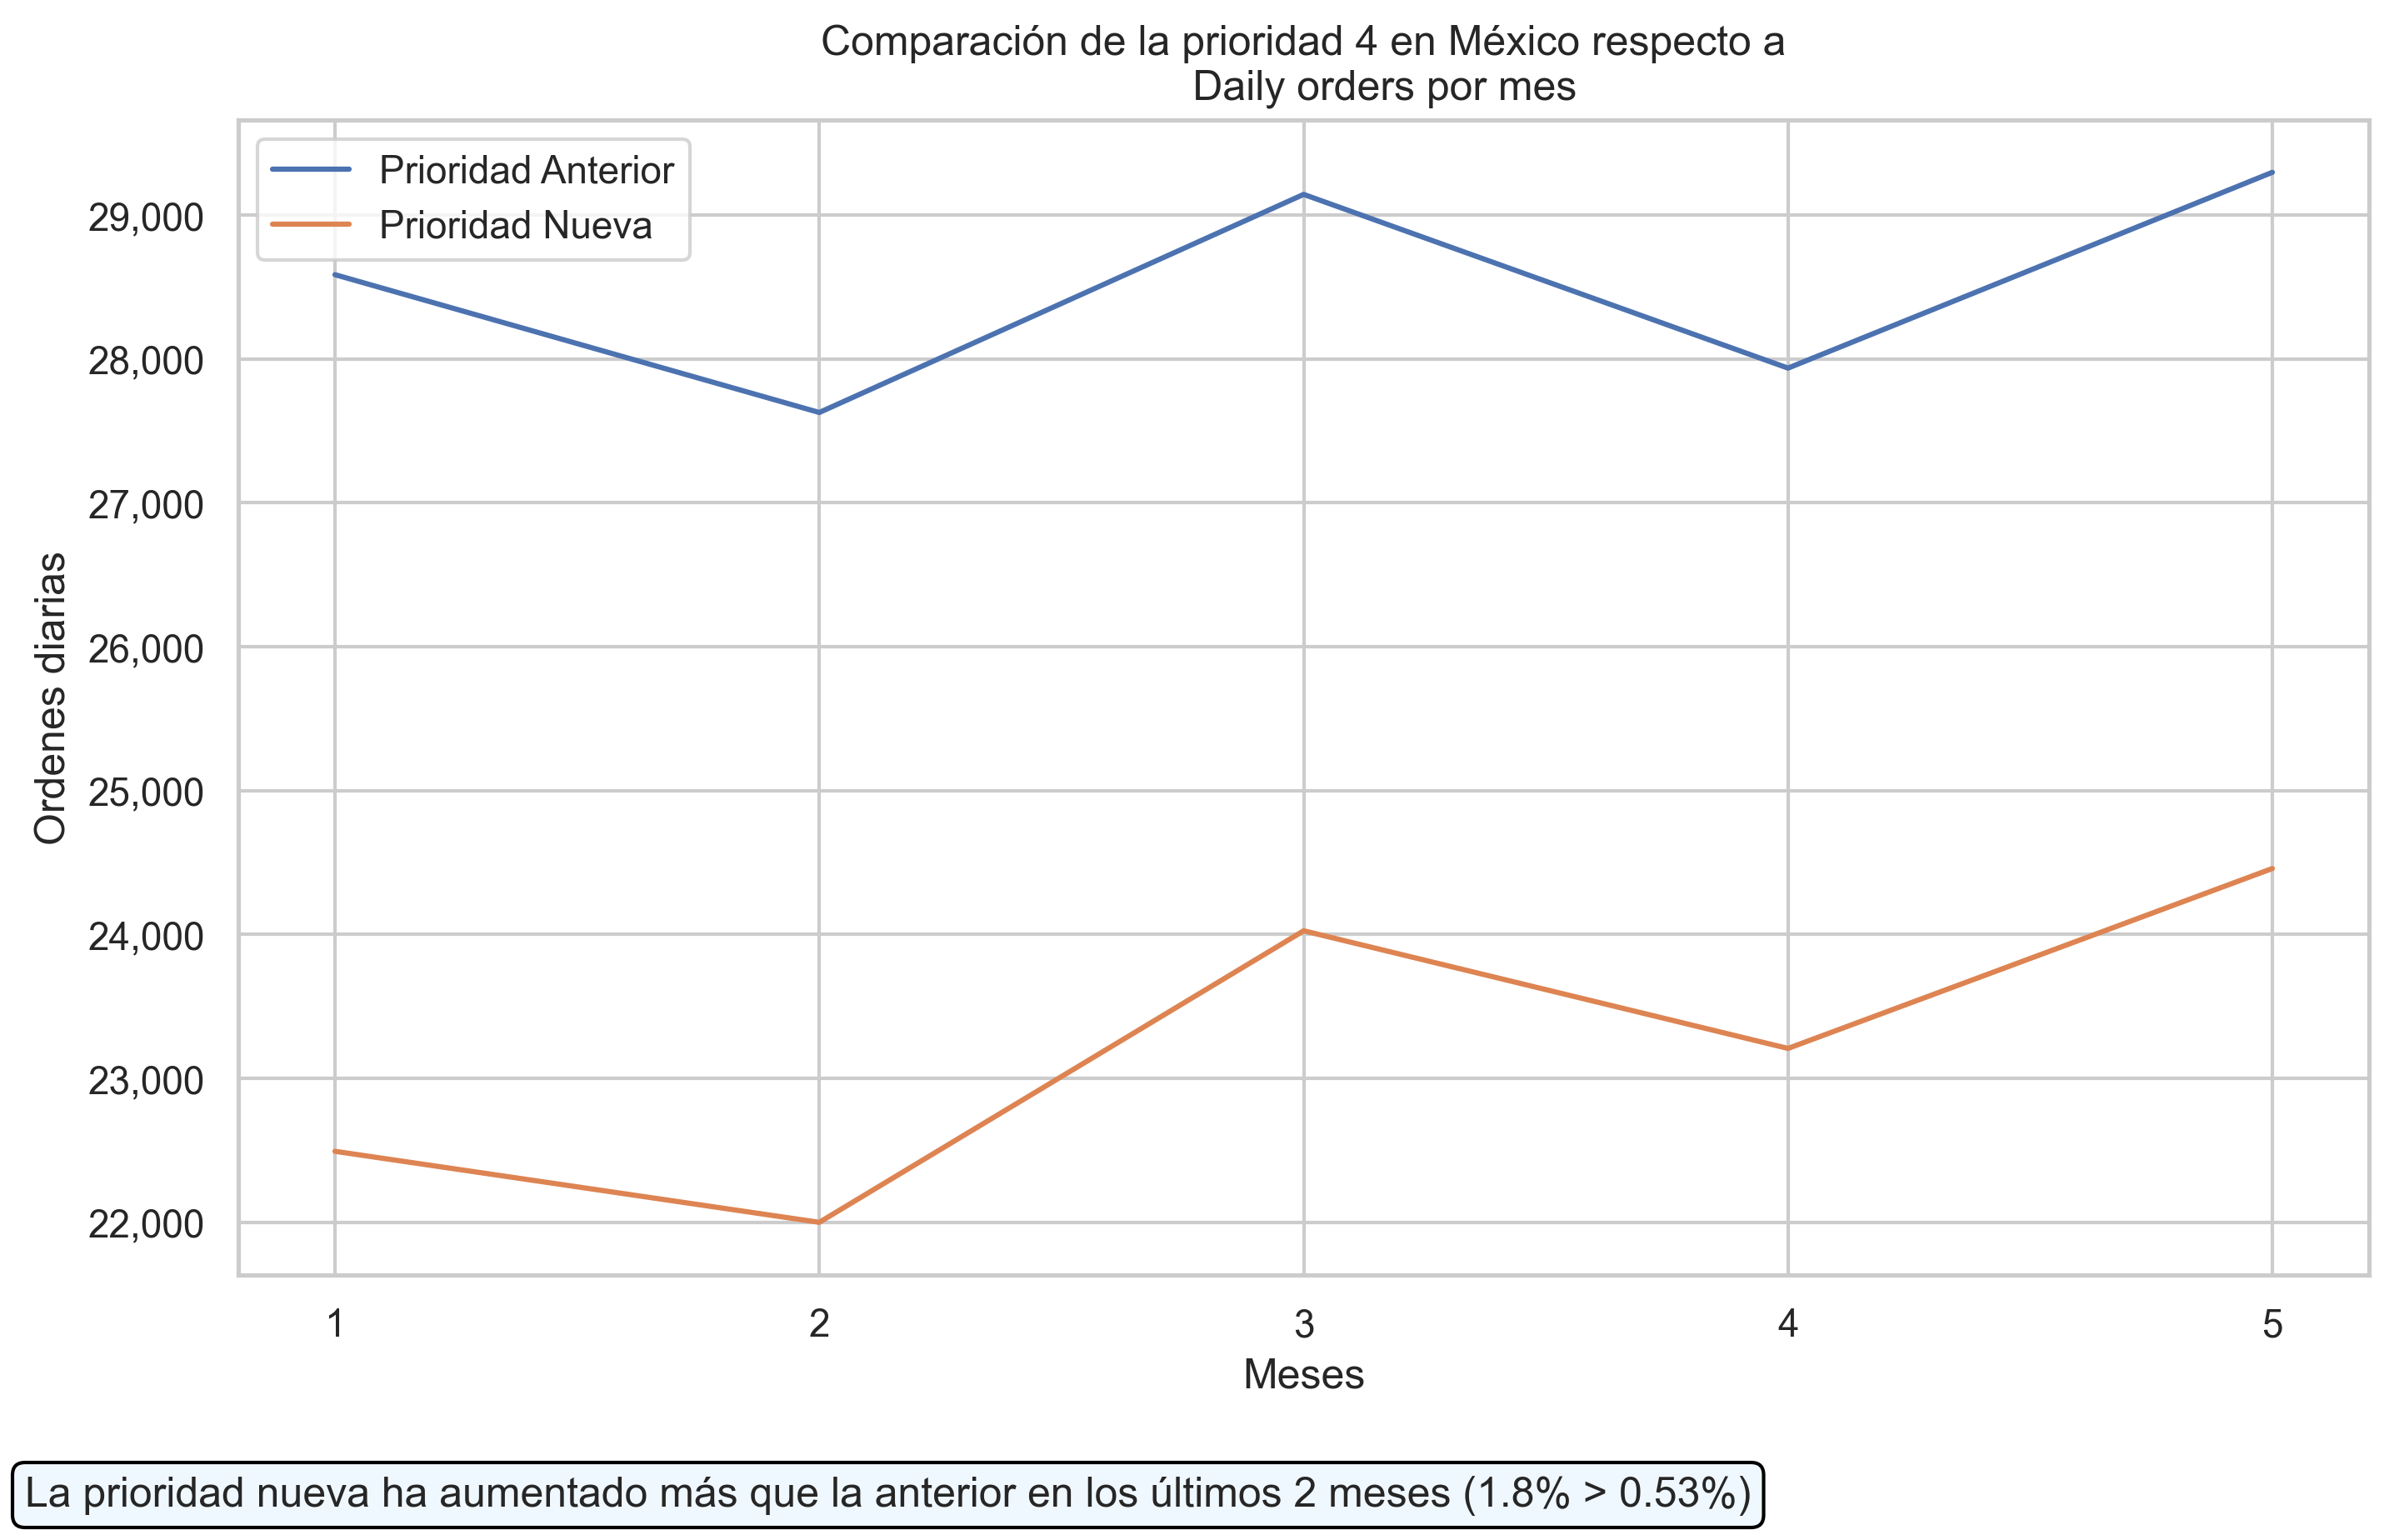 Comparación de la prioridad 4 en México respecto a
Daily orders por mes
Prioridad Anterior
Prioridad Nueva
29,000
28,000
27,000
26,000
25,000
24,000
23,000
22,000
Ordenes diarias
1 2 3 4 5
Meses
La prioridad nueva ha aumentado más que la anterior en los últimos 2 meses (1.8% > 0.53%)